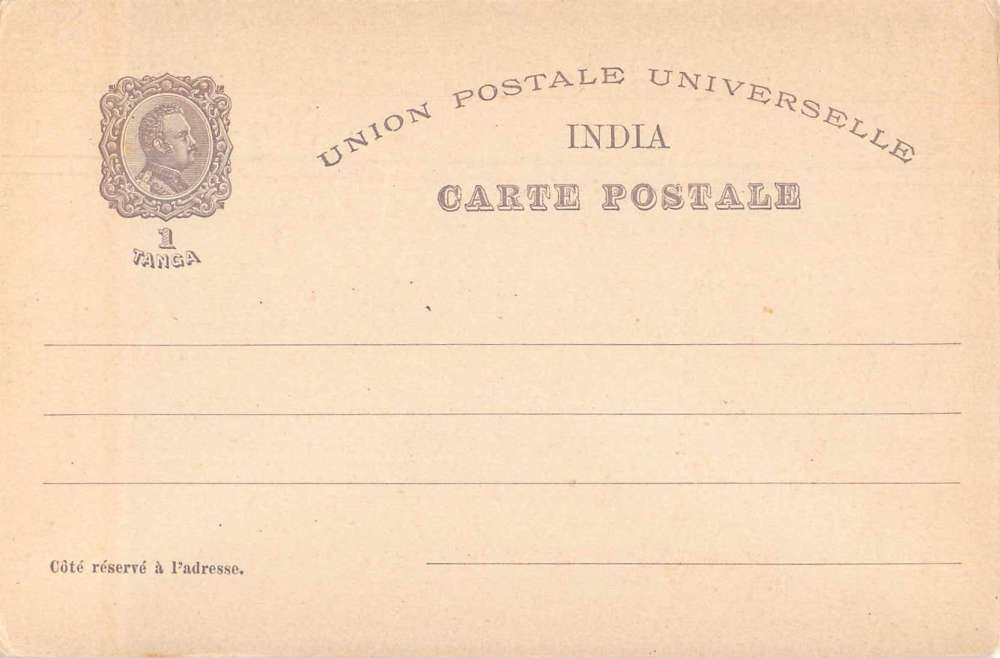 UNION POSTALE UNIVERSELLE
INDIA
CARTE POSTALE
1
TANGA
Côté réservé à l'adresse.